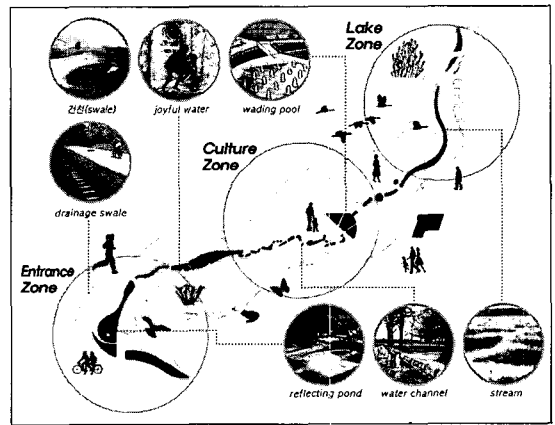 Lake
Zone
건천(swale)
joyful water
wading pool
Culture
Zone
drainage swale
Entrance
Zone
reflecting pond
water channel
stream